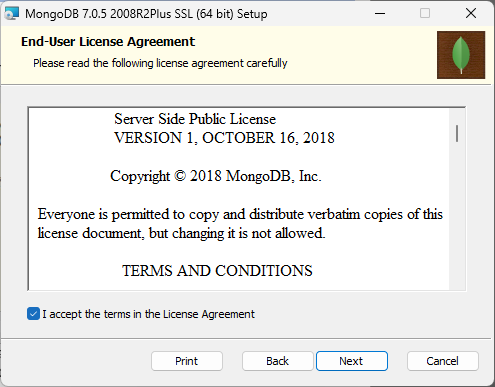 MongoDB 7.0.5 2008R2Plus SSL (64 bit) Setup
End-User License Agreement
Please read the following license agreement carefully
Server Side Public License
VERSION 1, OCTOBER 16, 2018
Copyright © 2018 MongoDB, Inc.
Everyone is permitted to copy and distribute verbatim copies of this
license document, but changing it is not allowed.
TERMS AND CONDITIONS
I accept the terms in the License Agreement
Print
Back
Next
Cancel